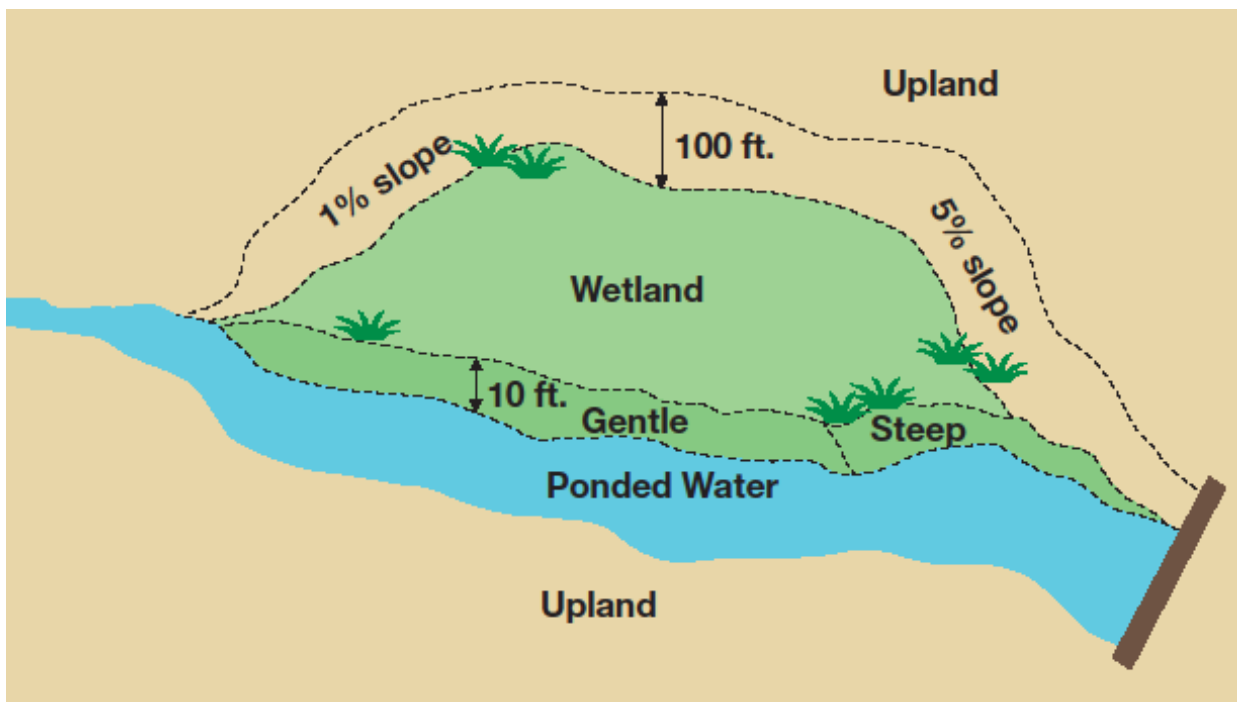 Upland
100 ft.
1% slope
5% slope
Wetland
10 ft.
Gentle
Steep
Ponded Water
Upland